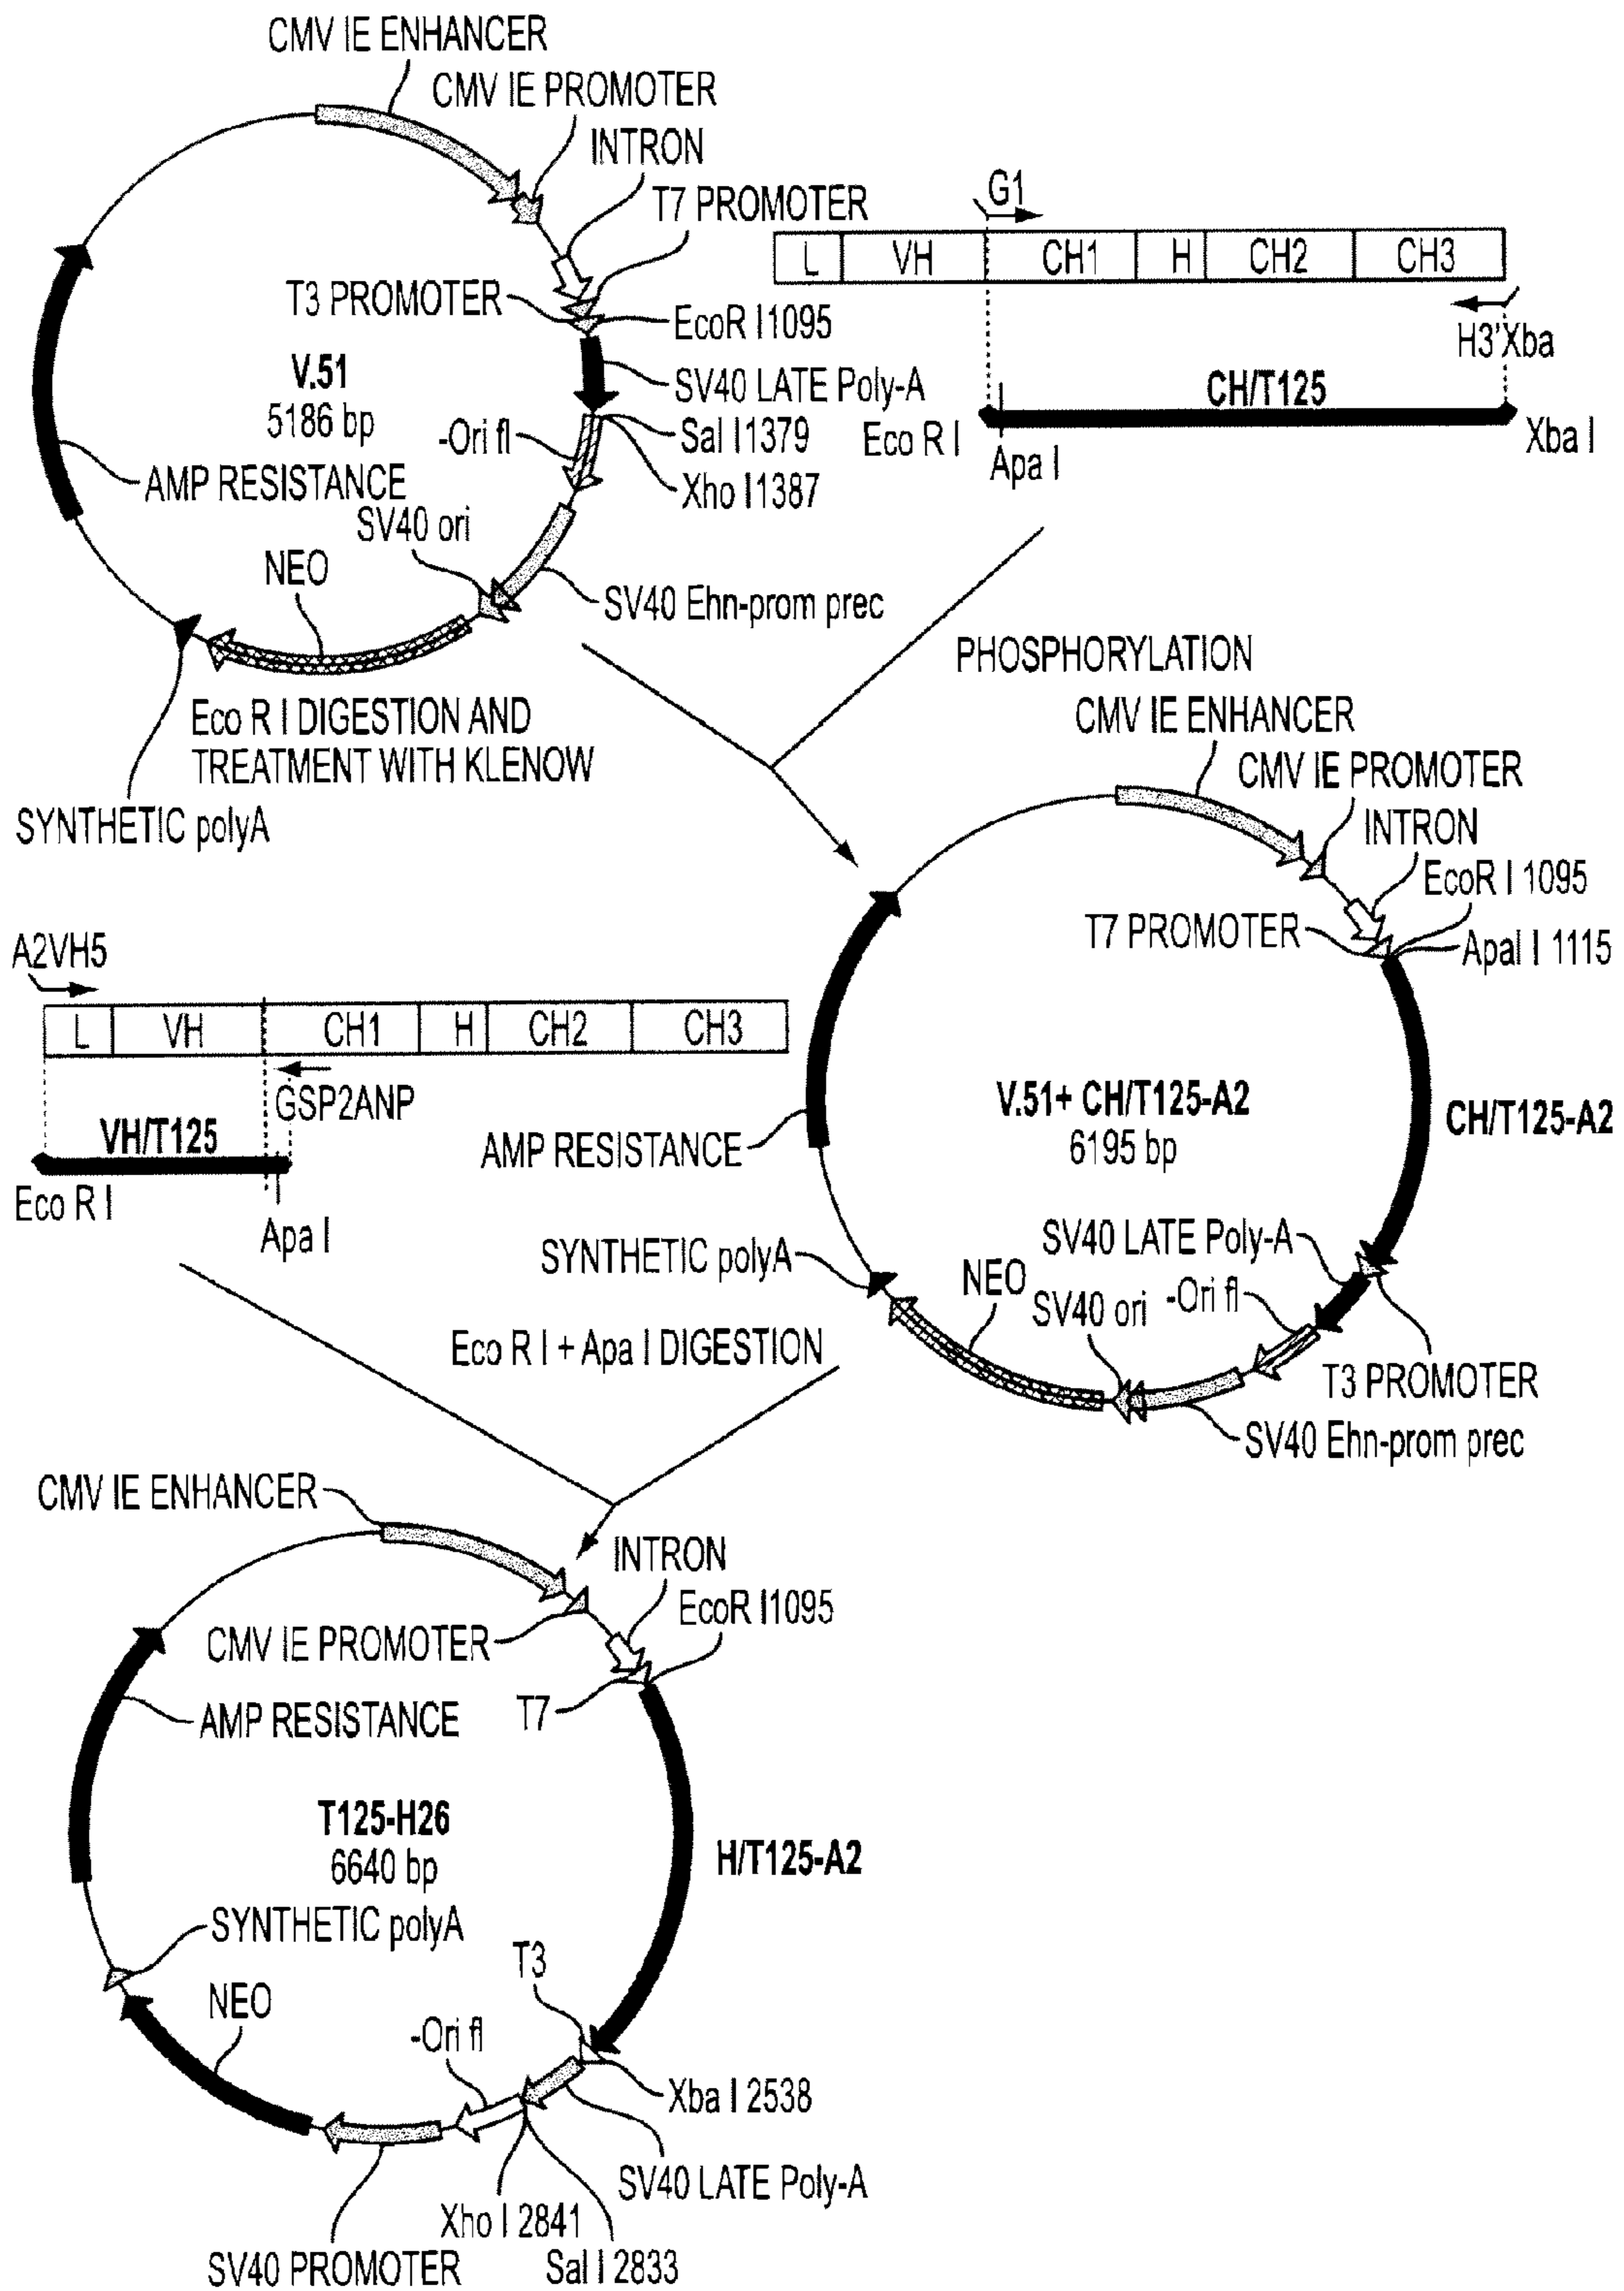 CMV IE ENHANCER
CMV IE PROMOTER
INTRON
T7 PROMOTER
T3 PROMOTER
EcoR I1095
V.51
5186 bp
SV40 LATE Poly-A
-Ori fl
Sal I1379
Xho I1387
AMP RESISTANCE
SV40 ori
NEO
SV40 Ehn-prom prec
Eco R I DIGESTION AND
TREATMENT WITH KLENOW
SYNTHETIC polyA
G1
L VH CH1 H CH2 CH3
H3'Xba
CH/T125
Eco R I
Apa I
Xba I
PHOSPHORYLATION
CMV IE ENHANCER
CMV IE PROMOTER
INTRON
EcoR I 1095
T7 PROMOTER
Apal I 1115
V.51+ CH/T125-A2
6195 bp
CH/T125-A2
AMP RESISTANCE
SV40 LATE Poly-A
SYNTHETIC polyA
NEO
SV40 ori
-Ori fl
T3 PROMOTER
SV40 Ehn-prom prec
A2VH5
L VH CH1 H CH2 CH3
GSP2ANP
VH/T125
Eco R I
Apa I
Eco R I + Apa I DIGESTION
CMV IE ENHANCER
INTRON
EcoR I1095
CMV IE PROMOTER
T7
AMP RESISTANCE
T125-H26
6640 bp
H/T125-A2
SYNTHETIC polyA
T3
NEO
-Ori fl
Xba I 2538
SV40 LATE Poly-A
Xho I 2841
SV40 PROMOTER
Sal I 2833